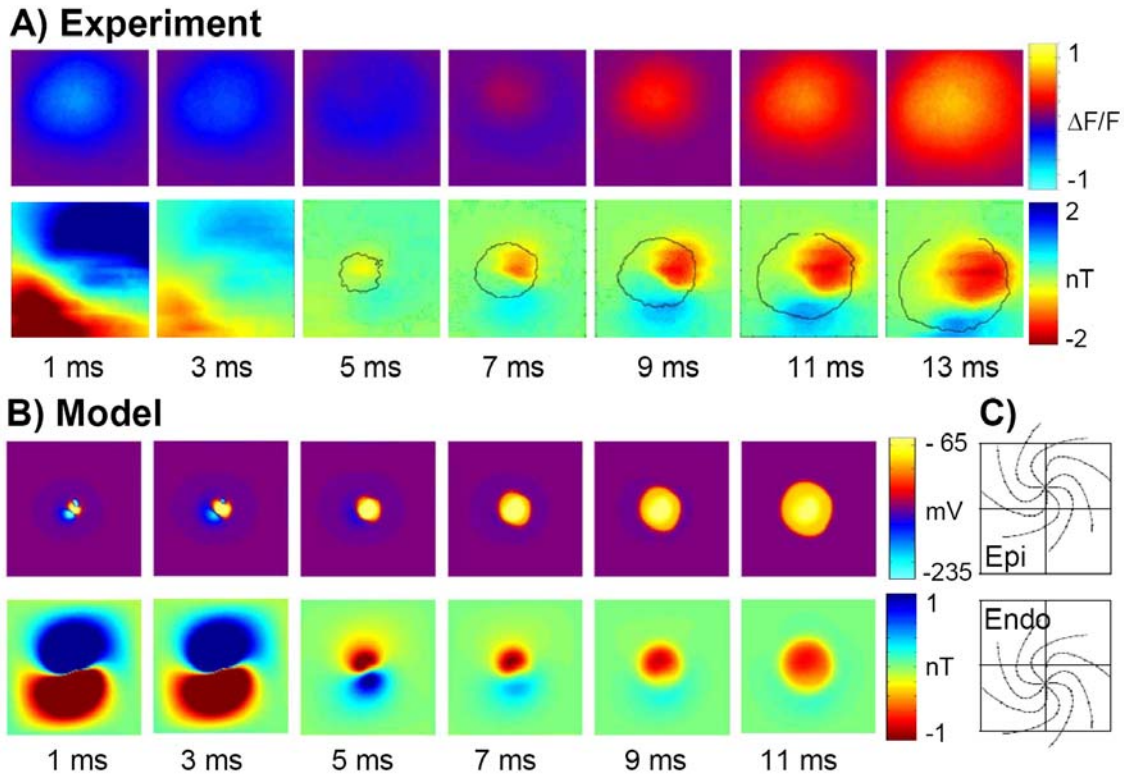 A) Experiment
1
ΔF/F
-1
2
nT
-2
1 ms 3 ms 5 ms 7 ms 9 ms 11 ms 13 ms
B) Model
C)
- 65
mV
-235
Epi
1
nT
-1
Endo
1 ms 3 ms 5 ms 7 ms 9 ms 11 ms